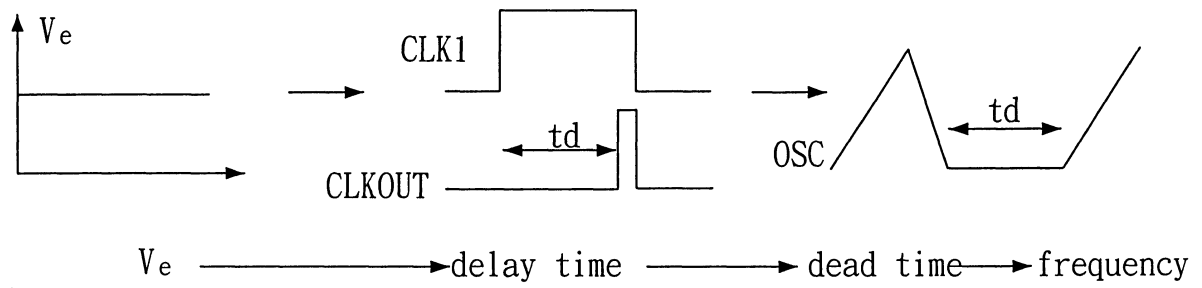 Ve
CLK1
td
CLKOUT
td
OSC
Ve delay time dead time frequency